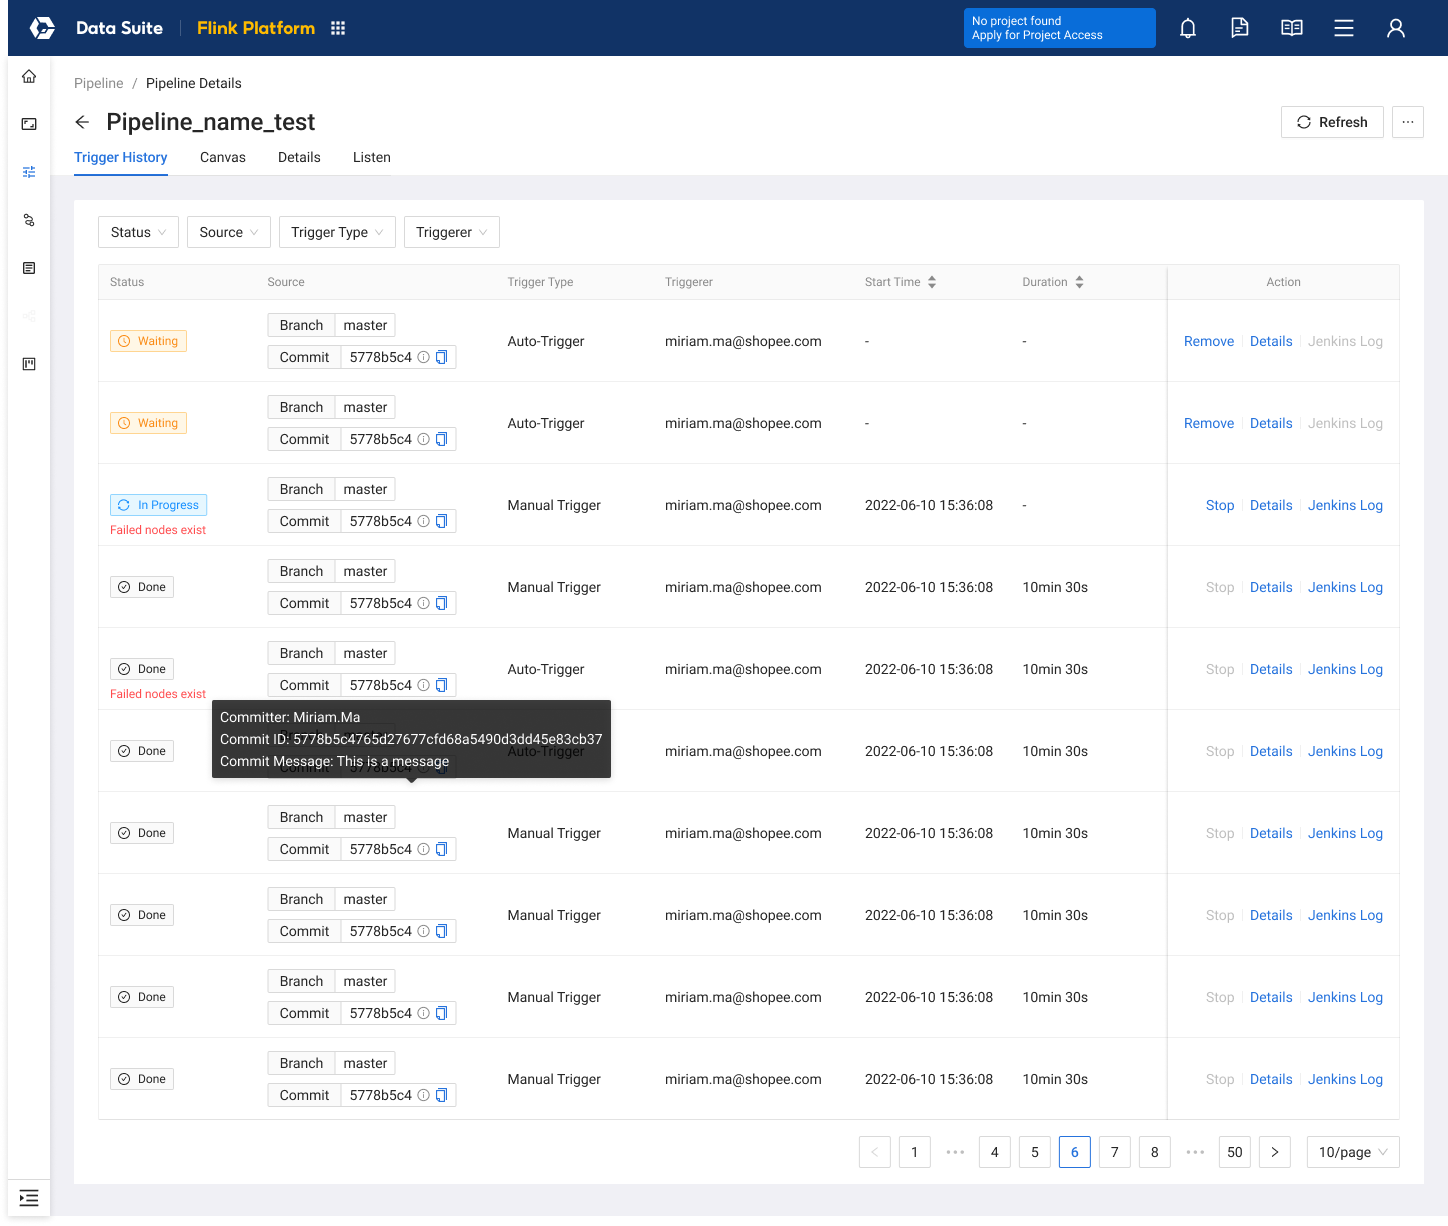 Data Suite
Flink Platform
No project found
Apply for Project Access
Pipeline / Pipeline Details
Pipeline_name_test
Refresh
Trigger History Canvas Details Listen
Status Source Trigger Type Triggerer
Status Source Trigger Type Triggerer Start Time Duration Action
Branch master
Waiting Auto-Trigger miriam.ma@shopee.com - - Remove Details Jenkins Log
Commit 5778b5c4
Branch master
Waiting Auto-Trigger miriam.ma@shopee.com - - Remove Details Jenkins Log
Commit 5778b5c4
Branch master
In Progress Manual Trigger miriam.ma@shopee.com 2022-06-10 15:36:08 - Stop Details Jenkins Log
Commit 5778b5c4
Failed nodes exist
Branch master
Done Manual Trigger miriam.ma@shopee.com 2022-06-10 15:36:08 10min 30s Stop Details Jenkins Log
Commit 5778b5c4
Branch master
Done Auto-Trigger miriam.ma@shopee.com 2022-06-10 15:36:08 10min 30s Stop Details Jenkins Log
Commit 5778b5c4
Failed nodes exist
Committer: Miriam.Ma
Commit ID: 5778b5c4765d27677cfd68a5490d3dd45e83cb37
Commit Message: This is a message
Done miriam.ma@shopee.com 2022-06-10 15:36:08 10min 30s Stop Details Jenkins Log
Branch master
Done Manual Trigger miriam.ma@shopee.com 2022-06-10 15:36:08 10min 30s Stop Details Jenkins Log
Commit 5778b5c4
Branch master
Done Manual Trigger miriam.ma@shopee.com 2022-06-10 15:36:08 10min 30s Stop Details Jenkins Log
Commit 5778b5c4
Branch master
Done Manual Trigger miriam.ma@shopee.com 2022-06-10 15:36:08 10min 30s Stop Details Jenkins Log
Commit 5778b5c4
Branch master
Done Manual Trigger miriam.ma@shopee.com 2022-06-10 15:36:08 10min 30s Stop Details Jenkins Log
Commit 5778b5c4
< 1 ••• 4 5 6 7 8 ••• 50 > 10/page